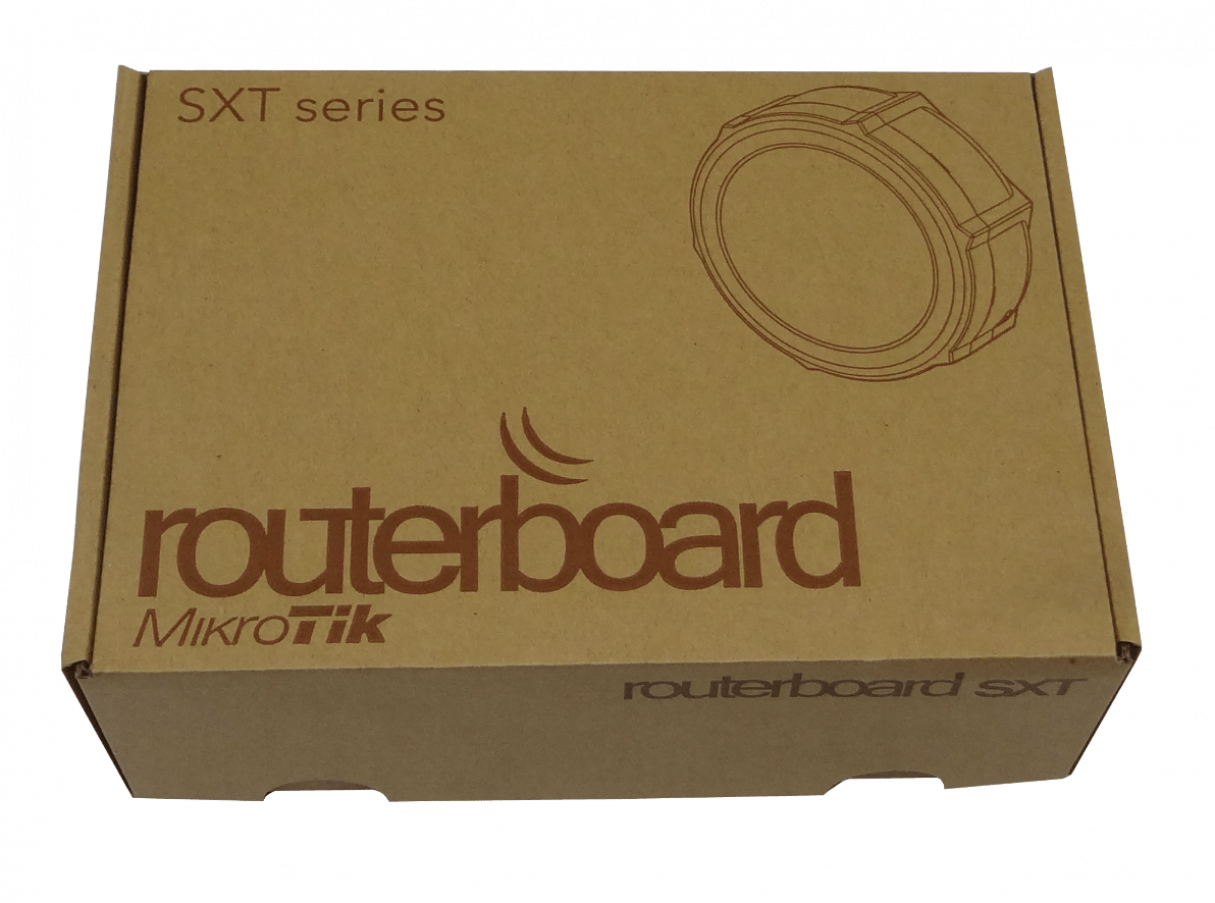 SXT series
routerboard
MikroTik
routerboard SXT